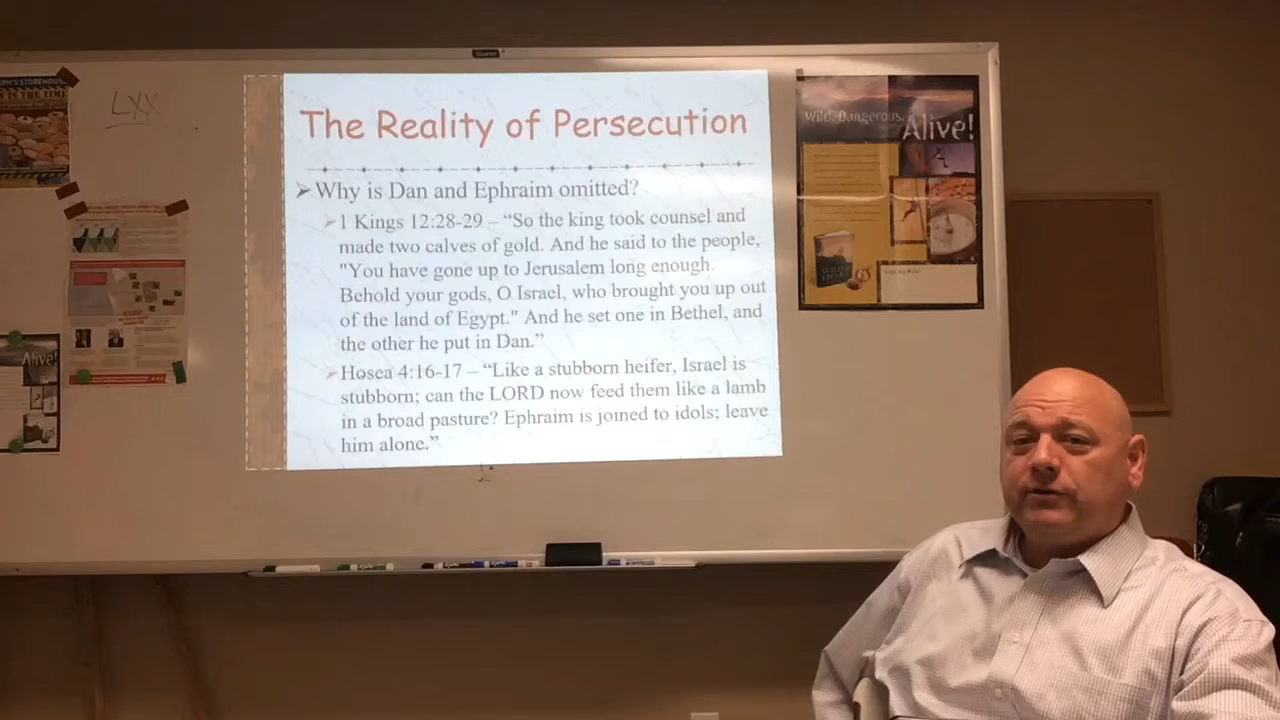 The Reality of Persecution
➢Why is Dan and Ephraim omitted?
➢1 Kings 12:28-29 – “So the king took counsel and
made two calves of gold. And he said to the people,
"You have gone up to Jerusalem long enough.
Behold your gods, O Israel, who brought you up out
of the land of Egypt." And he set one in Bethel, and
the other he put in Dan.”
➢Hosea 4:16-17 – “Like a stubborn heifer, Israel is
stubborn; can the LORD now feed them like a lamb
in a broad pasture? Ephraim is joined to idols; leave
him alone.”
LXX
Wild. Dangerous.
Alive!
Alive!